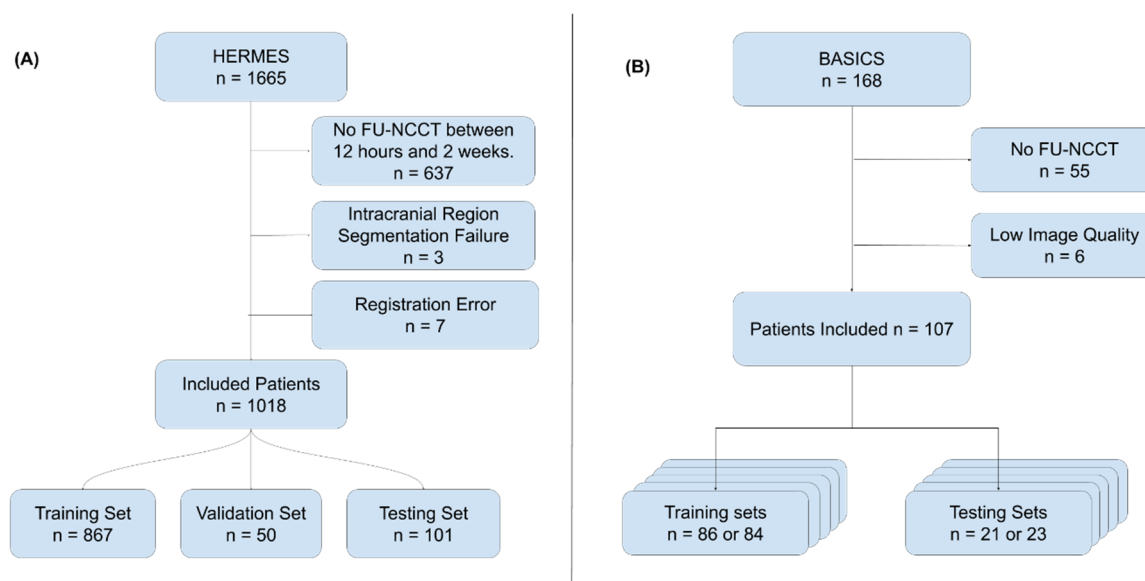 (A)
HERMES
n = 1665
No FU-NCCT between
12 hours and 2 weeks.
n = 637
Intracranial Region
Segmentation Failure
n = 3
Registration Error
n = 7
Included Patients
n = 1018
Training Set
n = 867
Validation Set
n = 50
Testing Set
n = 101
(B)
BASICS
n = 168
No FU-NCCT
n = 55
Low Image Quality
n = 6
Patients Included n = 107
Training sets
n = 86 or 84
Testing Sets
n = 21 or 23